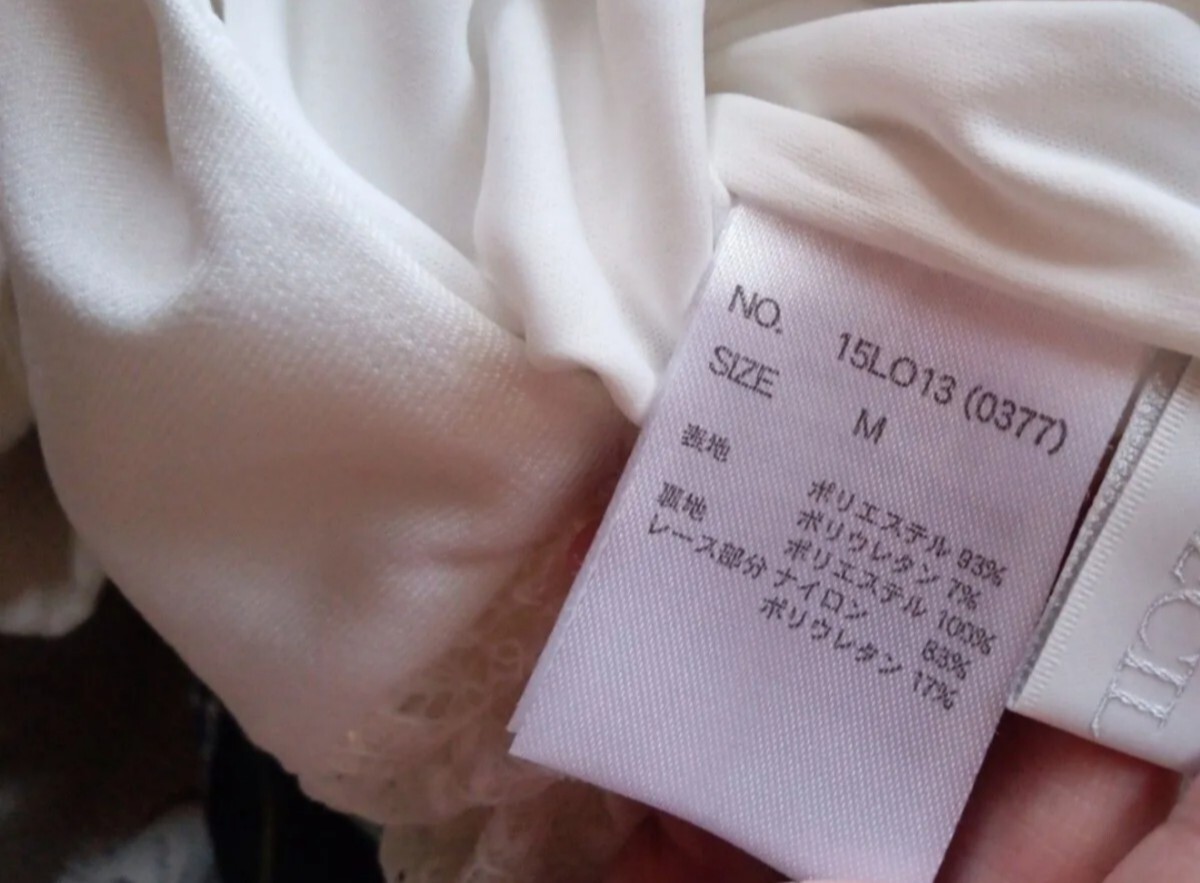 NO. 15LO13 (0377)
SIZE M
表地 ポリエステル 93%
ポリウレタン 7%
裏地 ポリエステル 100%
レース部分 ナイロン 83%
ポリウレタン 17%